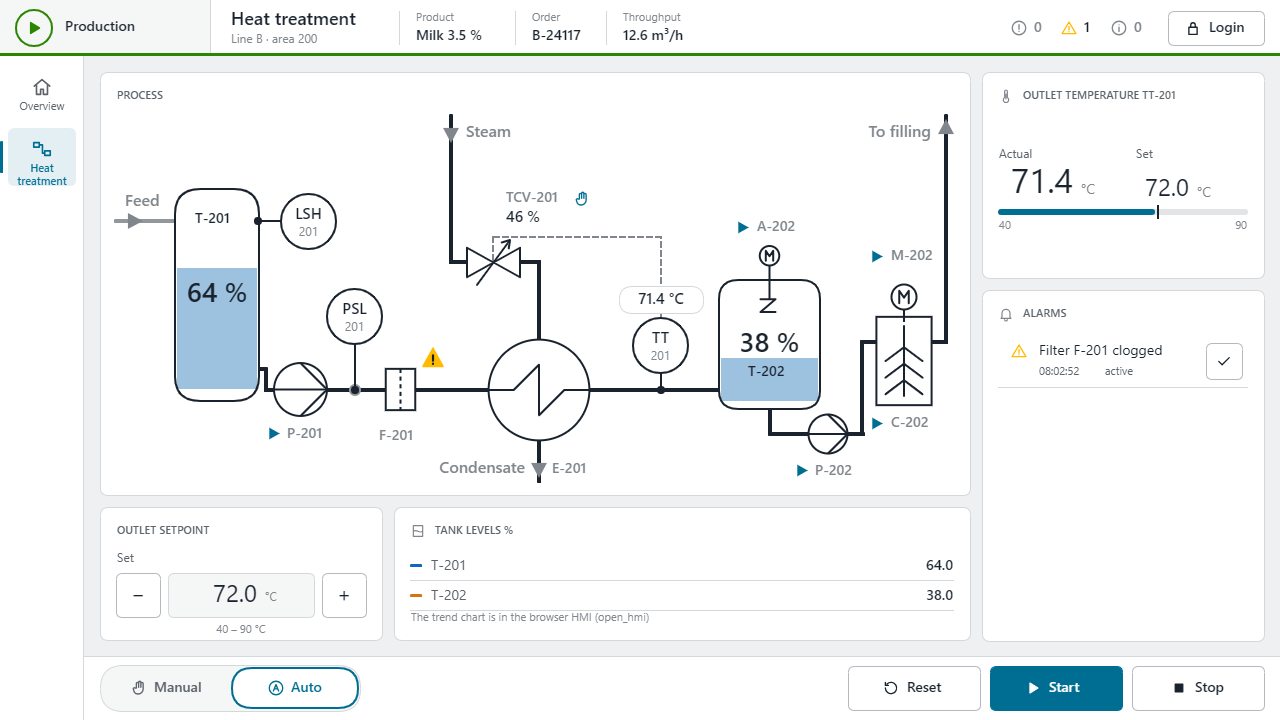 Production
Heat treatment
Line B · area 200
Product
Milk 3.5 %
Order
B-24117
Throughput
12.6 m³/h
0
1
0
Login
Overview
Heat
treatment
PROCESS
Steam
To filling
Feed
T-201
LSH
201
TCV-201
46 %
A-202
M
M-202
64 %
PSL
201
71.4 °C
TT
201
38 %
T-202
M
P-201
F-201
C-202
Condensate
E-201
P-202
OUTLET TEMPERATURE TT-201
Actual
Set
71.4 °C
72.0 °C
40
90
ALARMS
Filter F-201 clogged
08:02:52 active
OUTLET SETPOINT
Set
−
72.0 °C
+
40 – 90 °C
TANK LEVELS %
T-201 64.0
T-202 38.0
The trend chart is in the browser HMI (open_hmi)
Manual
A Auto
Reset
Start
Stop